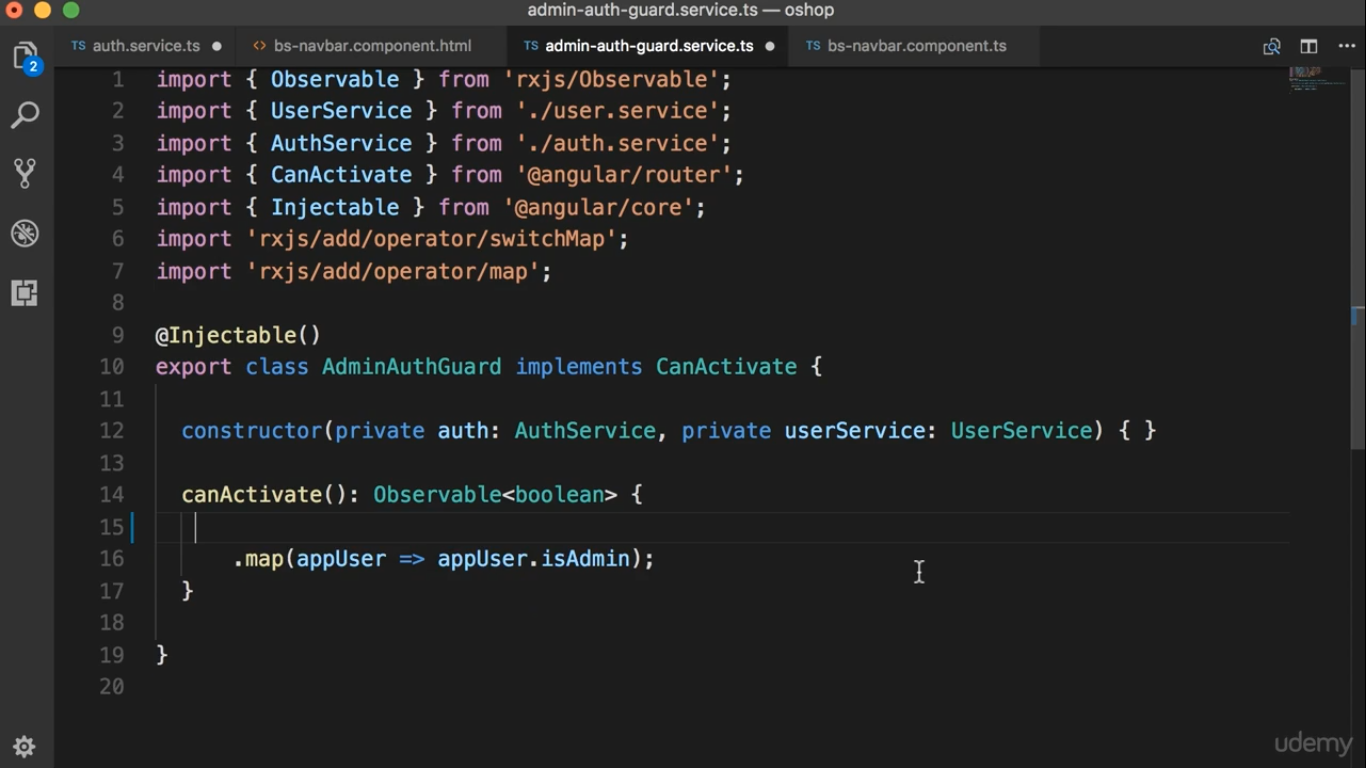 admin-auth-guard.service.ts — oshop
TS auth.service.ts
<> bs-navbar.component.html
TS admin-auth-guard.service.ts
TS bs-navbar.component.ts
2
1 import { Observable } from 'rxjs/Observable';
2 import { UserService } from './user.service';
3 import { AuthService } from './auth.service';
4 import { CanActivate } from '@angular/router';
5 import { Injectable } from '@angular/core';
6 import 'rxjs/add/operator/switchMap';
7 import 'rxjs/add/operator/map';
8
9 @Injectable()
10 export class AdminAuthGuard implements CanActivate {
11
12 constructor(private auth: AuthService, private userService: UserService) { }
13
14 canActivate(): Observable<boolean> {
15
16 .map(appUser => appUser.isAdmin);
17 }
18
19 }
20
udemy